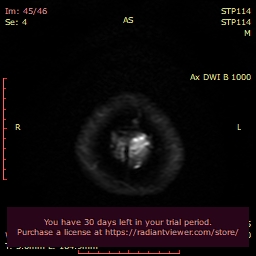 Im: 45/46
Se: 4
AS
STP114
STP114
M
Ax DWI B 1000
R
L
You have 30 days left in your trial period.
Purchase a license at https://radiantviewer.com/store/